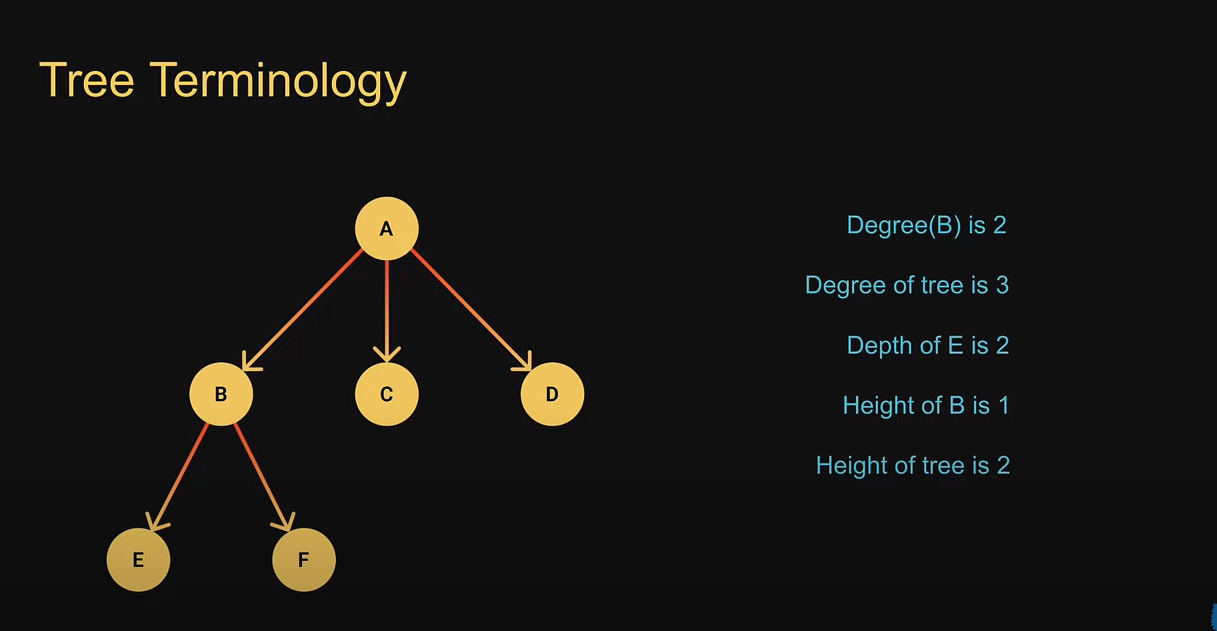 Tree Terminology
A
Degree(B) is 2
Degree of tree is 3
Depth of E is 2
B
C
D
Height of B is 1
Height of tree is 2
E
F